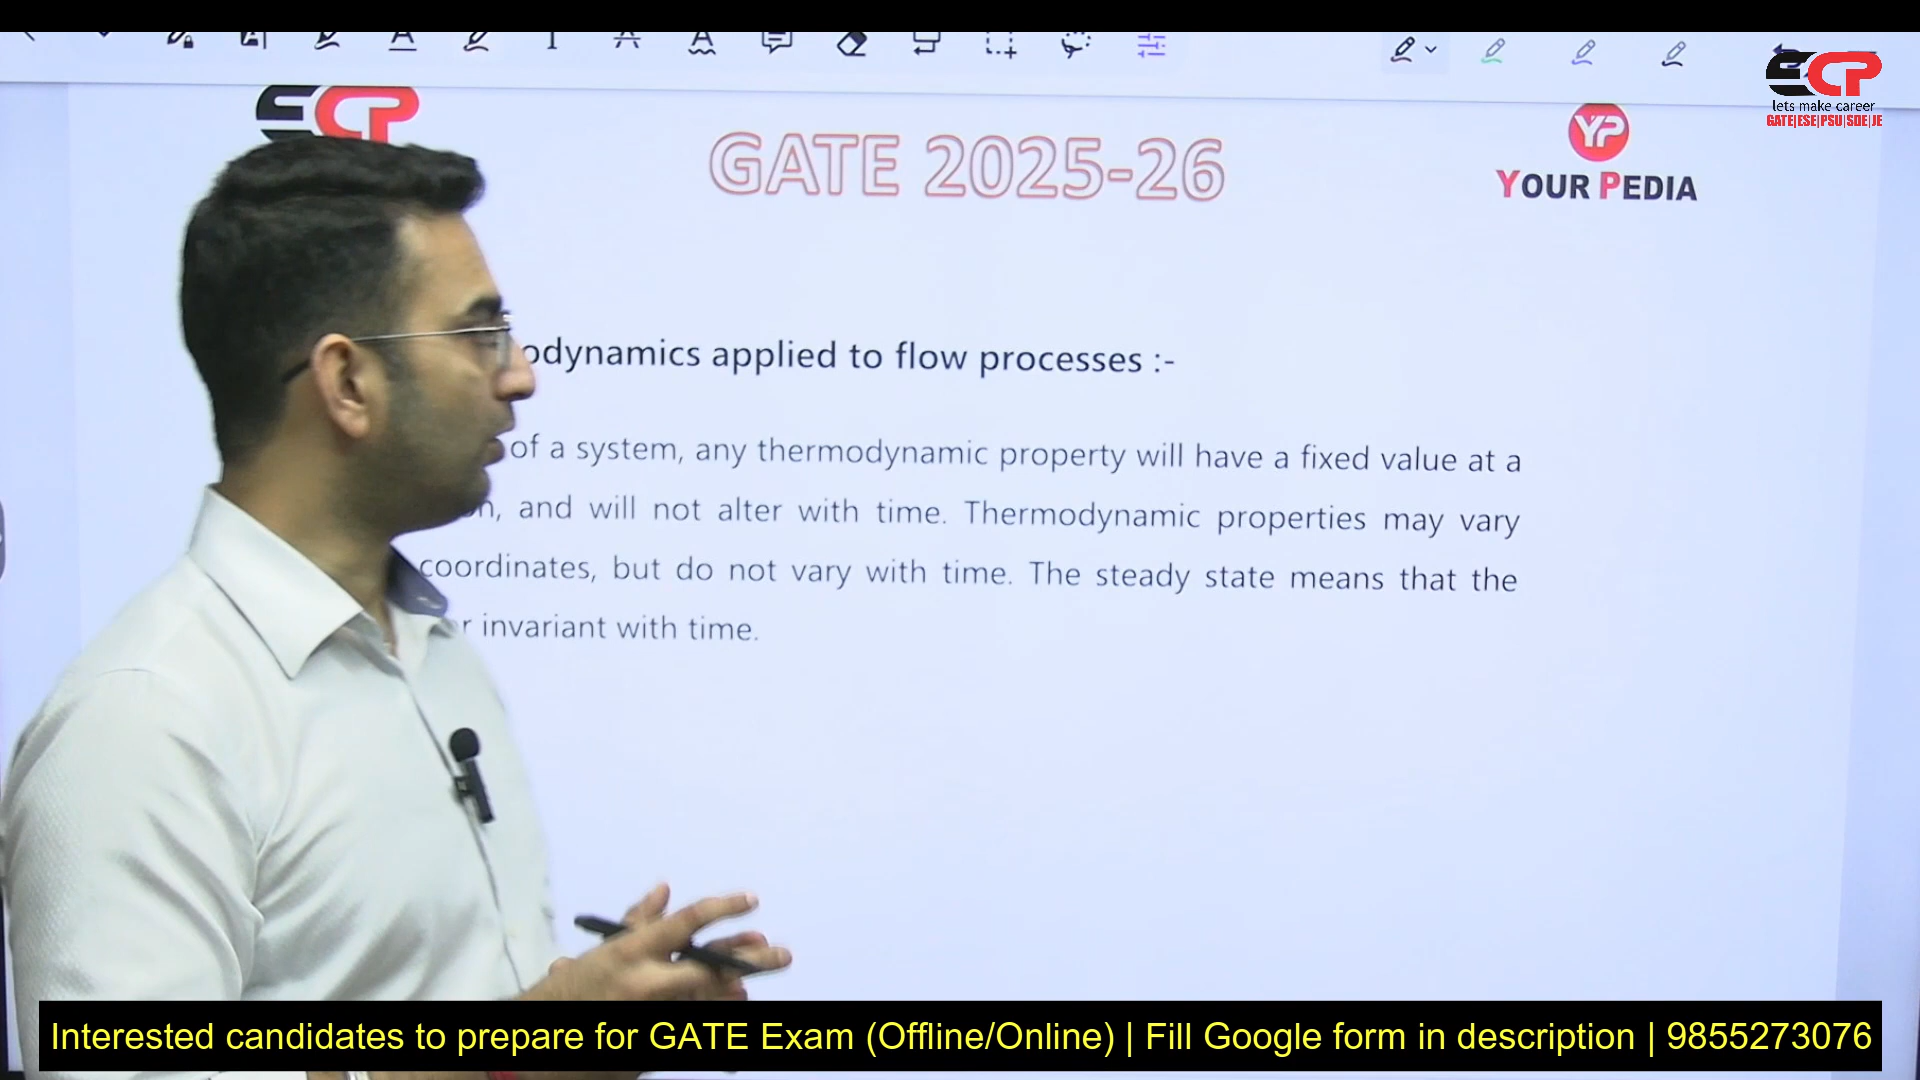 ECP
lets make career
GATE|ESE|PSU|SDE|JE
GATE 2025-26
YP
YOUR PEDIA
odynamics applied to flow processes :-
of a system, any thermodynamic property will have a fixed value at a
and will not alter with time. Thermodynamic properties may vary
coordinates, but do not vary with time. The steady state means that the
invariant with time.
Interested candidates to prepare for GATE Exam (Offline/Online) | Fill Google form in description | 9855273076